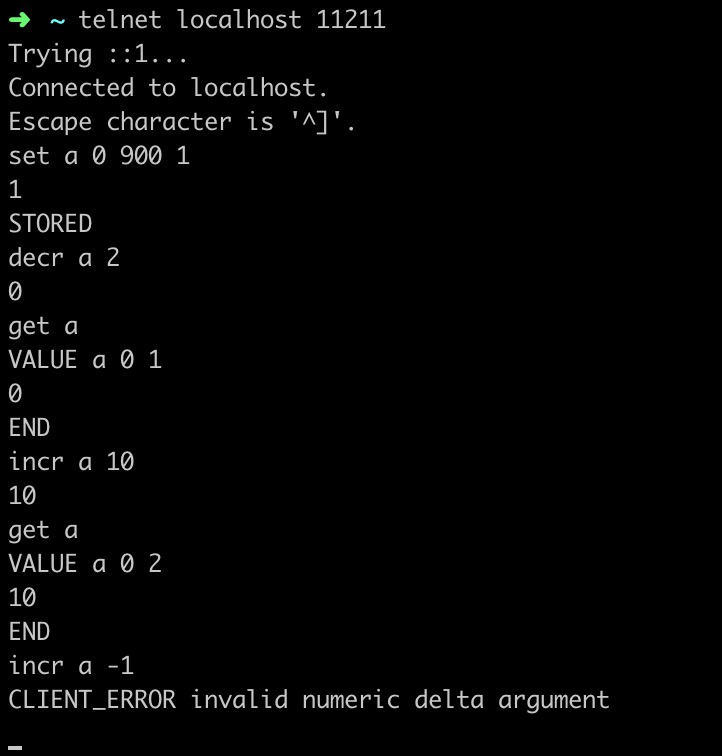 ➜ ~ telnet localhost 11211
Trying ::1...
Connected to localhost.
Escape character is '^]'.
set a 0 900 1
1
STORED
decr a 2
0
get a
VALUE a 0 1
0
END
incr a 10
10
get a
VALUE a 0 2
10
END
incr a -1
CLIENT_ERROR invalid numeric delta argument